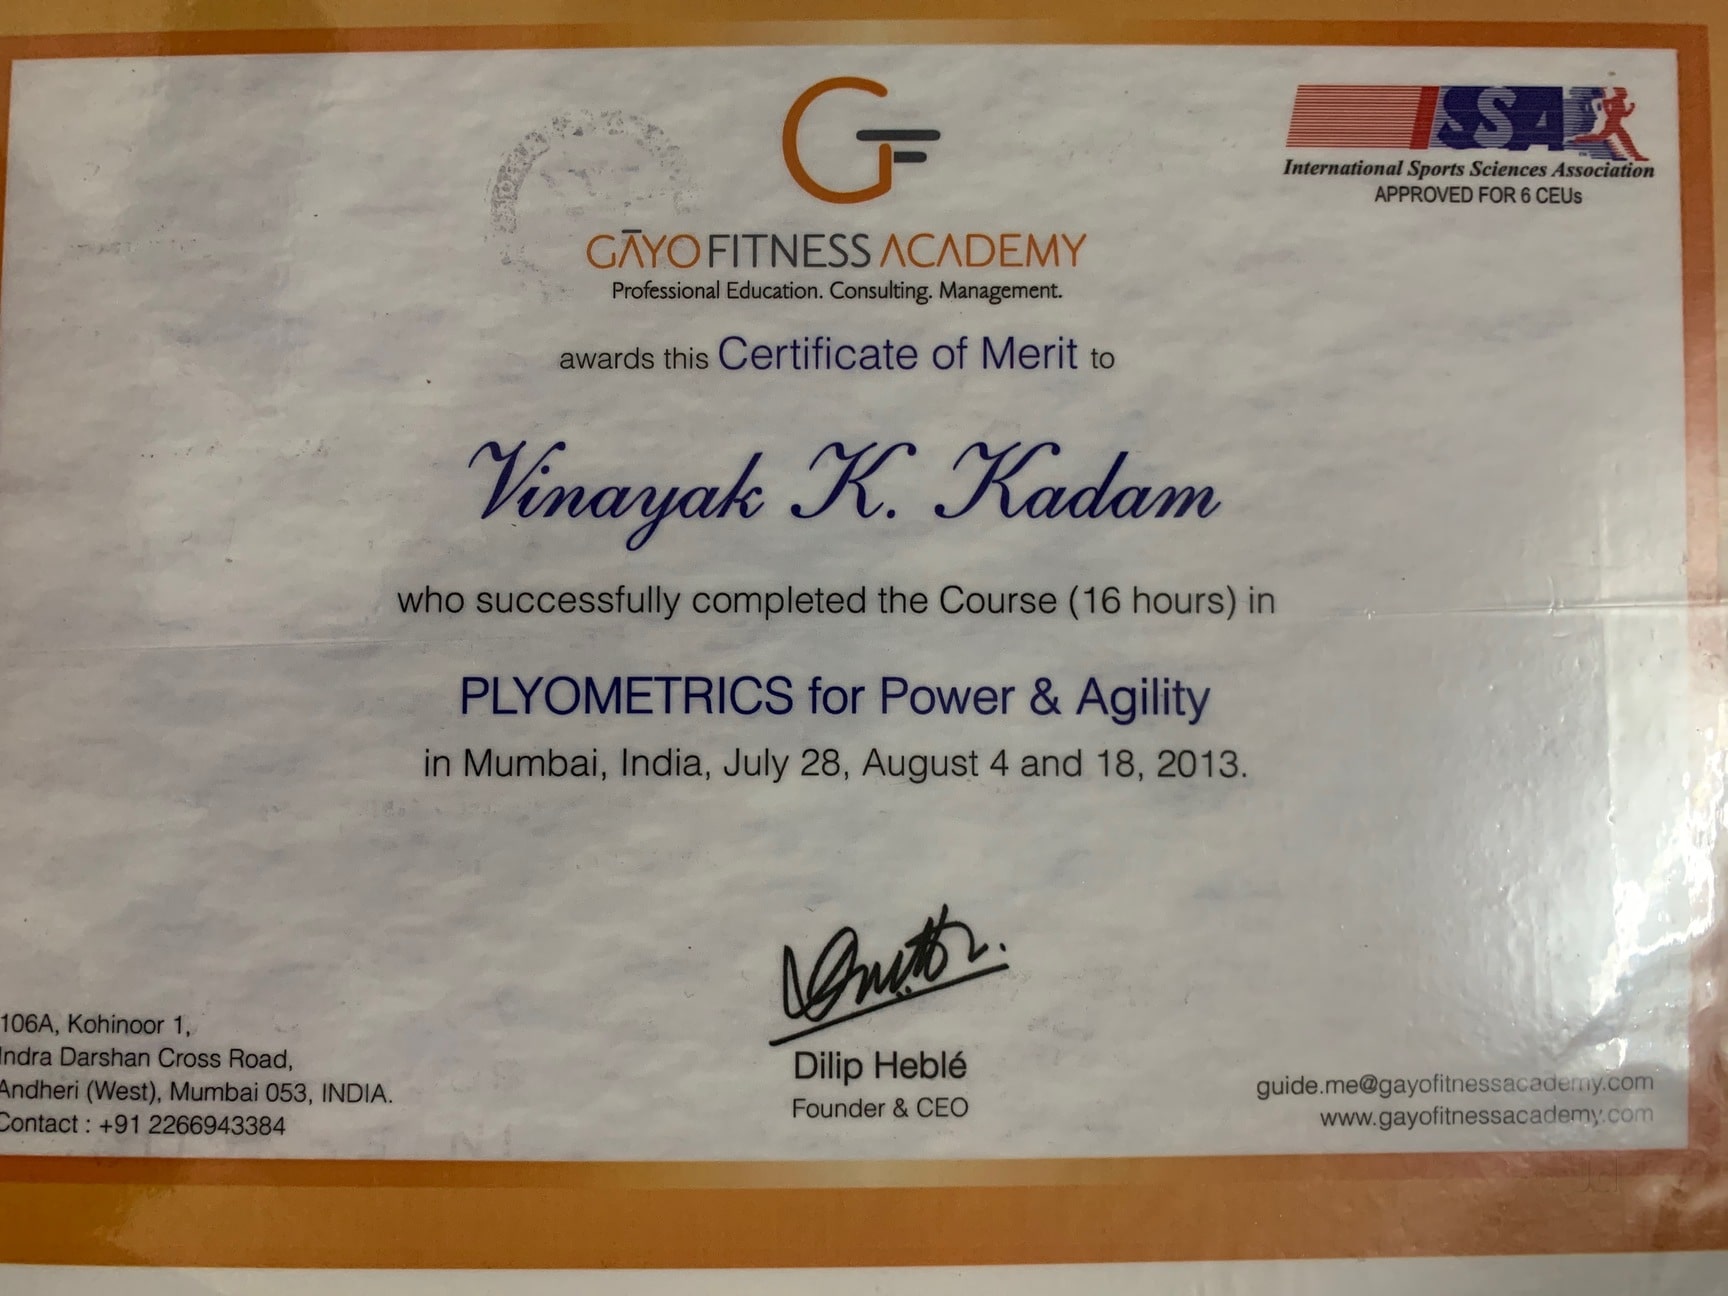 ISSA
International Sports Sciences Association
APPROVED FOR 6 CEUs
GF
GĀYO FITNESS ACADEMY
Professional Education. Consulting. Management.
awards this Certificate of Merit to
Vinayak K. Kadam
who successfully completed the Course (16 hours) in
PLYOMETRICS for Power & Agility
in Mumbai, India, July 28, August 4 and 18, 2013.
Dilip Heblé
Founder & CEO
106A, Kohinoor 1,
Indra Darshan Cross Road,
Andheri (West), Mumbai 053, INDIA.
Contact : +91 2266943384
guide.me@gayofitnessacademy.com
www.gayofitnessacademy.com